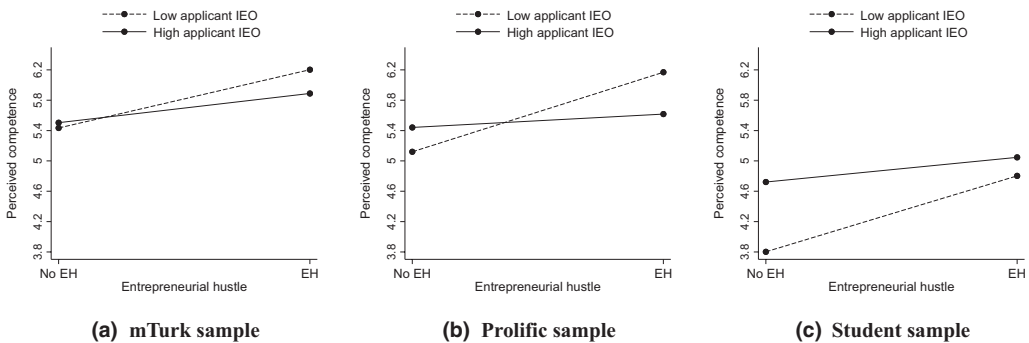 Low applicant IEO
High applicant IEO
Perceived competence
6.2
5.8
5.4
5
4.6
4.2
3.8
No EH
EH
Entrepreneurial hustle
(a) mTurk sample
Low applicant IEO
High applicant IEO
Perceived competence
6.2
5.8
5.4
5
4.6
4.2
3.8
No EH
EH
Entrepreneurial hustle
(b) Prolific sample
Low applicant IEO
High applicant IEO
Perceived competence
6.2
5.8
5.4
5
4.6
4.2
3.8
No EH
EH
Entrepreneurial hustle
(c) Student sample